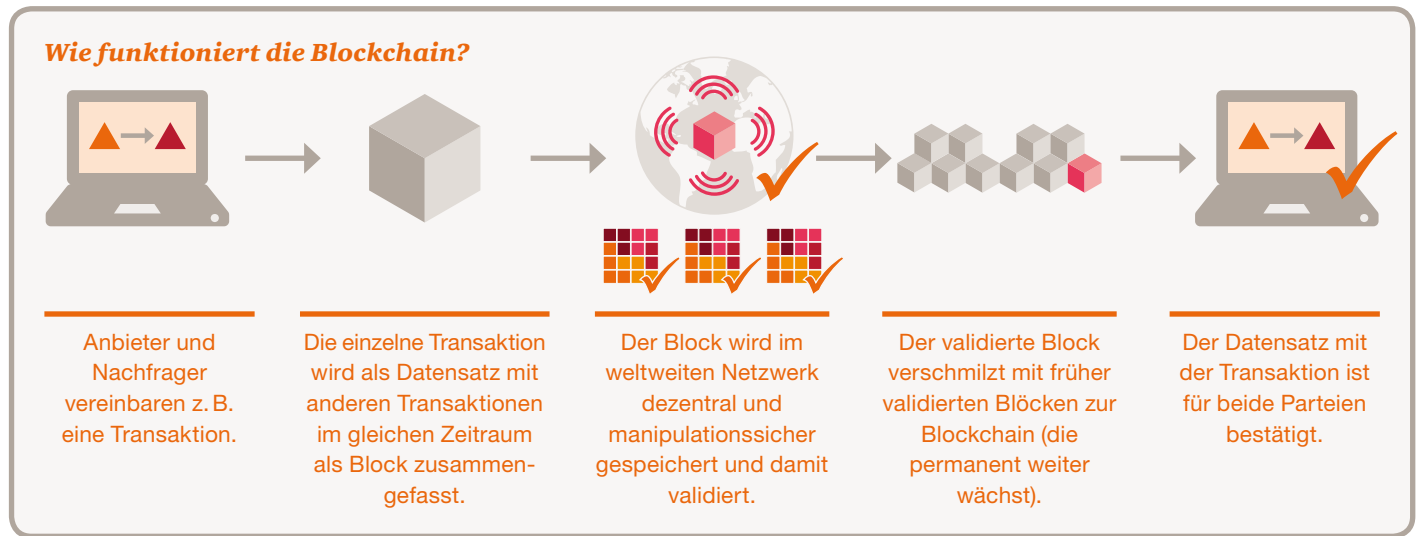 Wie funktioniert die Blockchain?
Anbieter und
Nachfrager
vereinbaren z. B.
eine Transaktion.
Die einzelne Transaktion
wird als Datensatz mit
anderen Transaktionen
im gleichen Zeitraum
als Block zusammen-
gefasst.
Der Block wird im
weltweiten Netzwerk
dezentral und
manipulationssicher
gespeichert und damit
validiert.
Der validierte Block
verschmilzt mit früher
validierten Blöcken zur
Blockchain (die
permanent weiter
wächst).
Der Datensatz mit
der Transaktion ist
für beide Parteien
bestätigt.